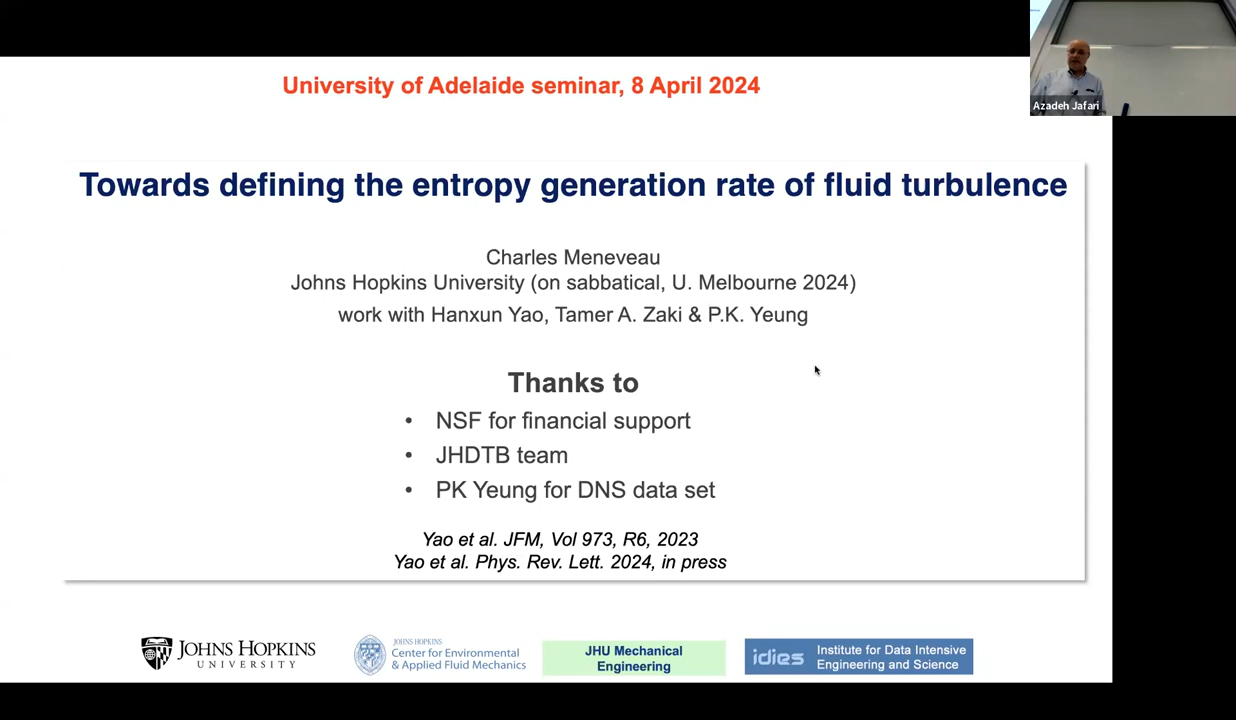 University of Adelaide seminar, 8 April 2024
Azadeh Jafari
Towards defining the entropy generation rate of fluid turbulence
Charles Meneveau
Johns Hopkins University (on sabbatical, U. Melbourne 2024)
work with Hanxun Yao, Tamer A. Zaki & P.K. Yeung
Thanks to
• NSF for financial support
• JHDTB team
• PK Yeung for DNS data set
Yao et al. JFM, Vol 973, R6, 2023
Yao et al. Phys. Rev. Lett. 2024, in press
JOHNS HOPKINS
UNIVERSITY
JOHNS HOPKINS
Center for Environmental
& Applied Fluid Mechanics
JHU Mechanical
Engineering
idies
Institute for Data Intensive
Engineering and Science